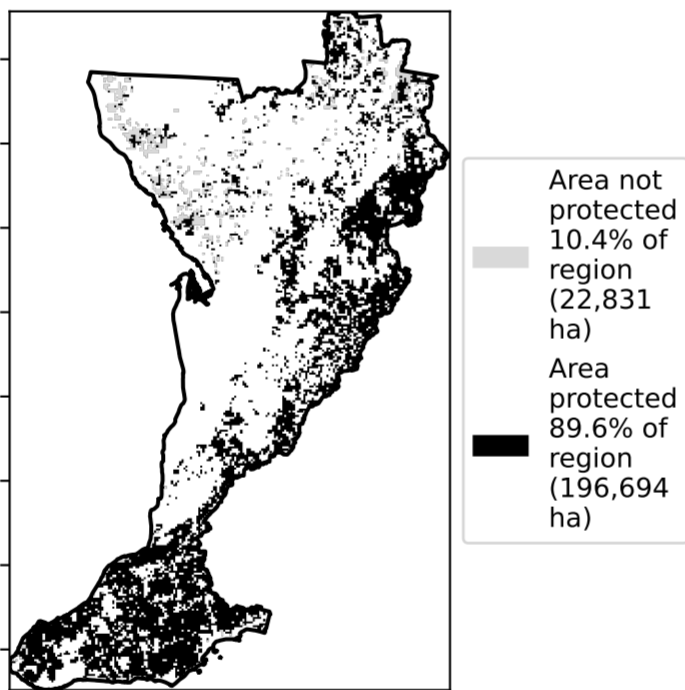 Area not
protected
10.4% of
region
(22,831
ha)
Area
protected
89.6% of
region
(196,694
ha)